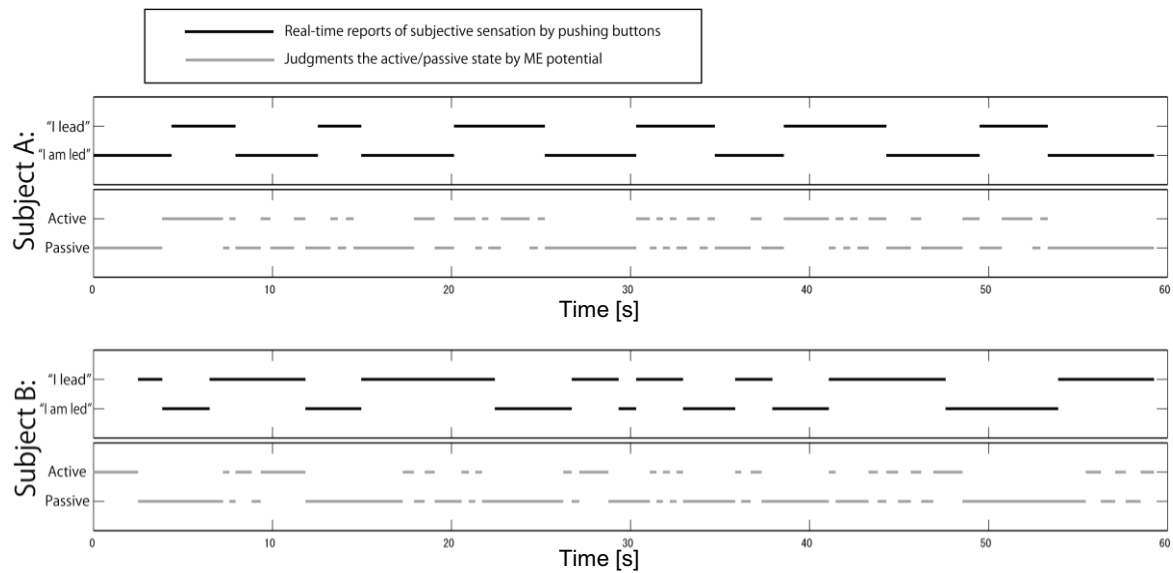 Real-time reports of subjective sensation by pushing buttons
Judgments the active/passive state by ME potential
Subject A:
“I lead”
“I am led”
Active
Passive
0 10 20 30 40 50 60
Time [s]
Subject B:
“I lead”
“I am led”
Active
Passive
0 10 20 30 40 50 60
Time [s]